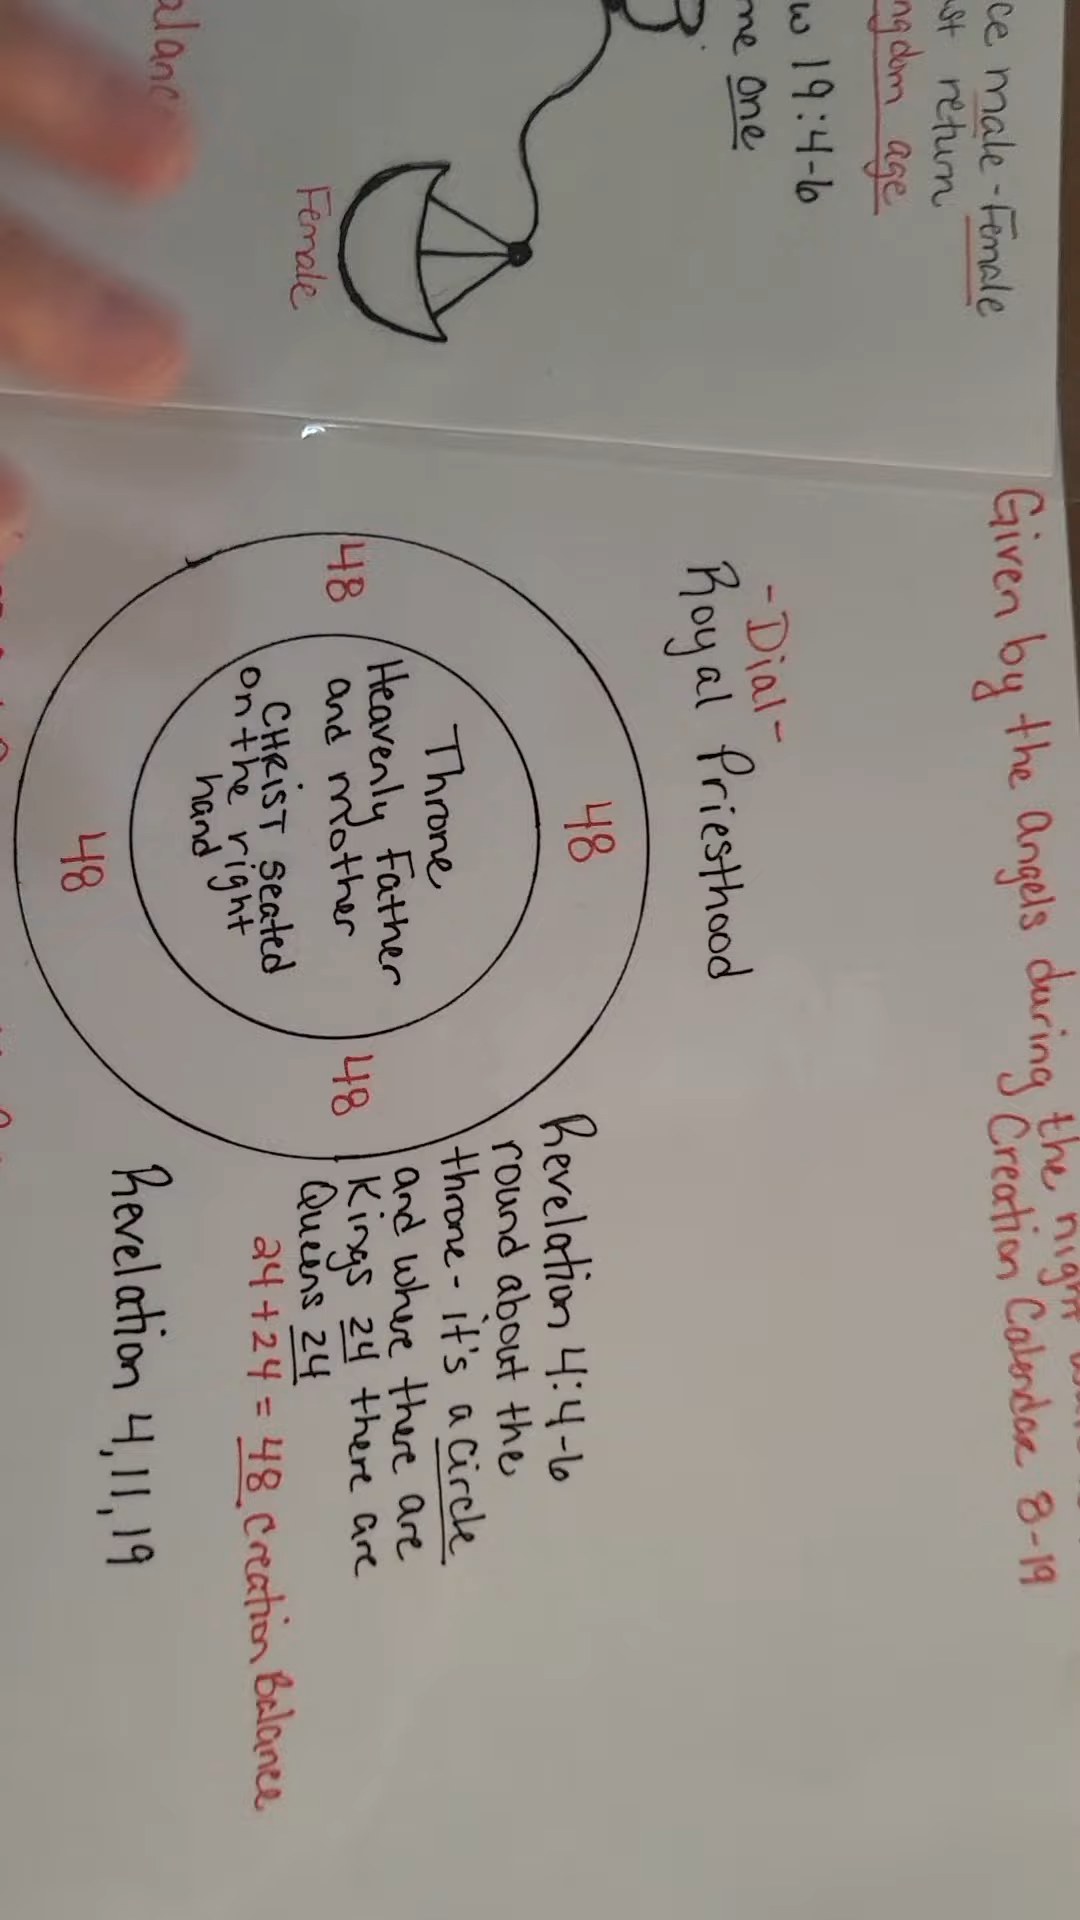 ce male-Female
st return
ngdom age
w 19:4-6
me one
Female
alanc
Given by the angels during the night
Creation Calendar 8-19
-Dial-
Royal Priesthood
48
48
48
48
Throne
Heavenly Father
and mother
CHRIST seated
on the right
hand
Revelation 4:4-6
round about the
throne - it's a circle
and where there are
Kings 24 there are
Queens 24
24+24=48 Creation Balance
Revelation 4,11,19